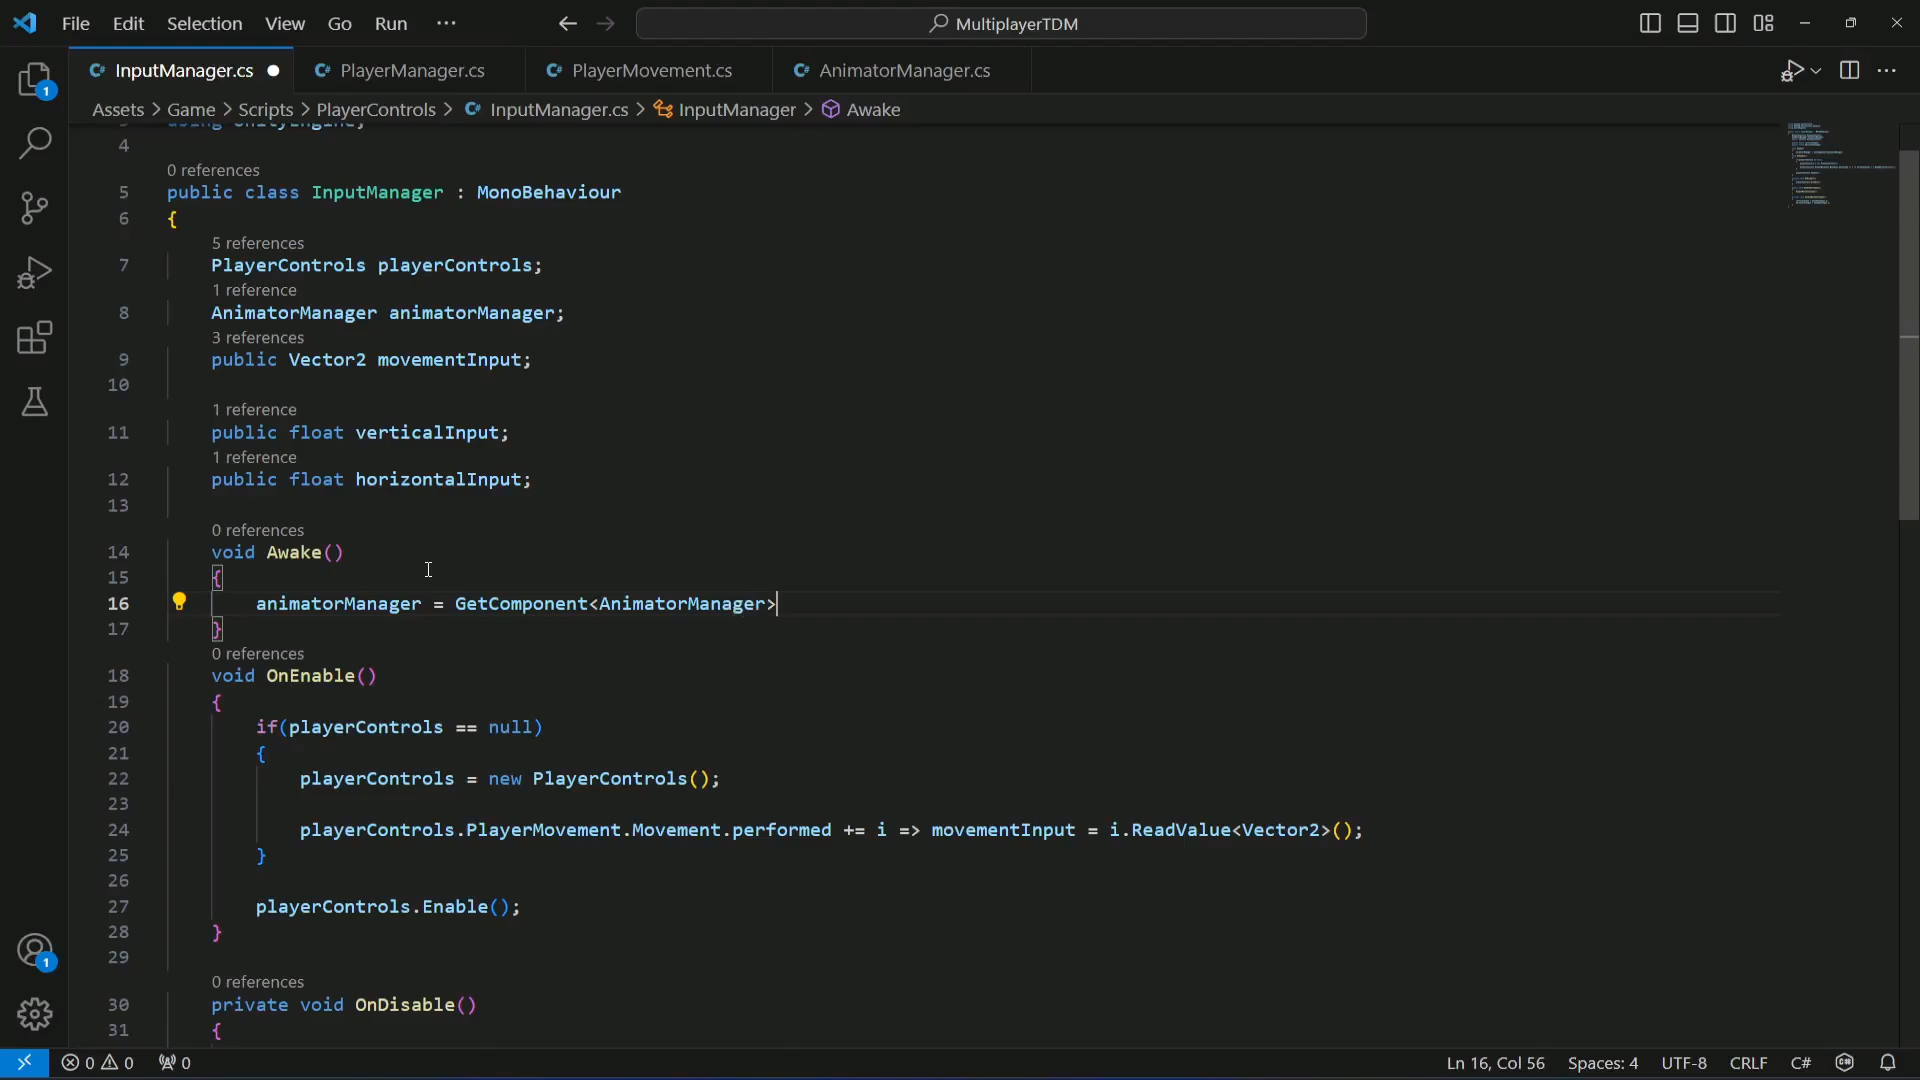 File Edit Selection View Go Run ··· MultiplayerTDM
InputManager.cs PlayerManager.cs PlayerMovement.cs AnimatorManager.cs
Assets > Game > Scripts > PlayerControls > InputManager.cs > InputManager > Awake
1
using UnityEngine;
4
0 references
5 public class InputManager : MonoBehaviour
6 {
5 references
7 PlayerControls playerControls;
1 reference
8 AnimatorManager animatorManager;
3 references
9 public Vector2 movementInput;
10
1 reference
11 public float verticalInput;
1 reference
12 public float horizontalInput;
13
0 references
14 void Awake()
15 {
16 animatorManager = GetComponent<AnimatorManager>
17 }
0 references
18 void OnEnable()
19 {
20 if(playerControls == null)
21 {
22 playerControls = new PlayerControls();
23
24 playerControls.PlayerMovement.Movement.performed += i => movementInput = i.ReadValue<Vector2>();
25 }
26
27 playerControls.Enable();
28 }
29
0 references
30 private void OnDisable()
31 {
1
0 0 0 Ln 16, Col 56 Spaces: 4 UTF-8 CRLF C#